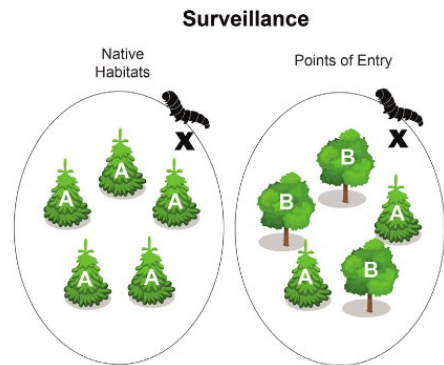 Surveillance
Native
Habitats
Points of Entry
X
X
A
A
A
A
A
B
B
A
A
B